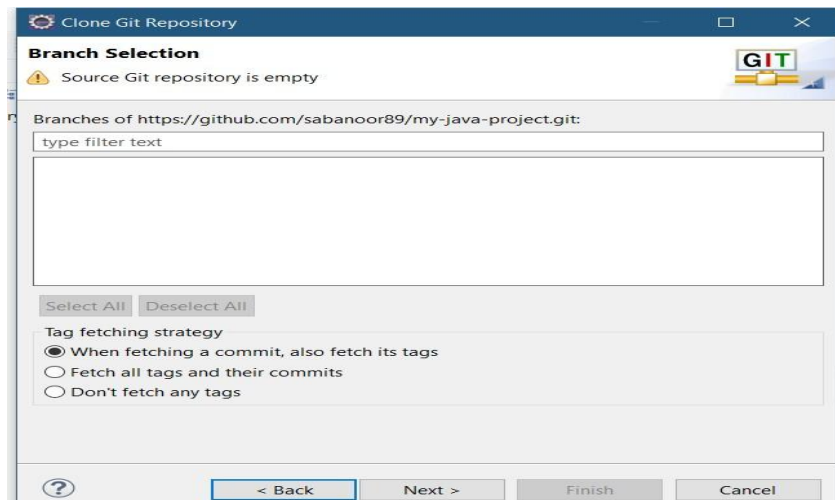 Clone Git Repository
Branch Selection
GIT
Source Git repository is empty
Branches of https://github.com/sabanoor89/my-java-project.git:
type filter text
Select All Deselect All
Tag fetching strategy
When fetching a commit, also fetch its tags
Fetch all tags and their commits
Don't fetch any tags
? < Back Next > Finish Cancel